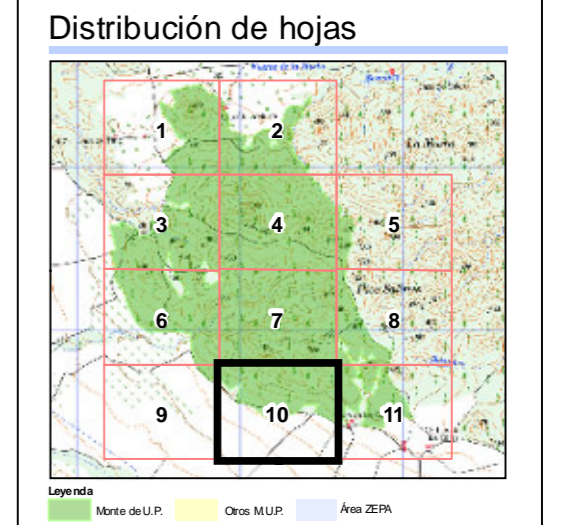 Distribución de hojas
1 2
3 4 5
6 7 8
9 10 11
Leyenda
Monte de U.P. Otros M.U.P. Área ZEPA